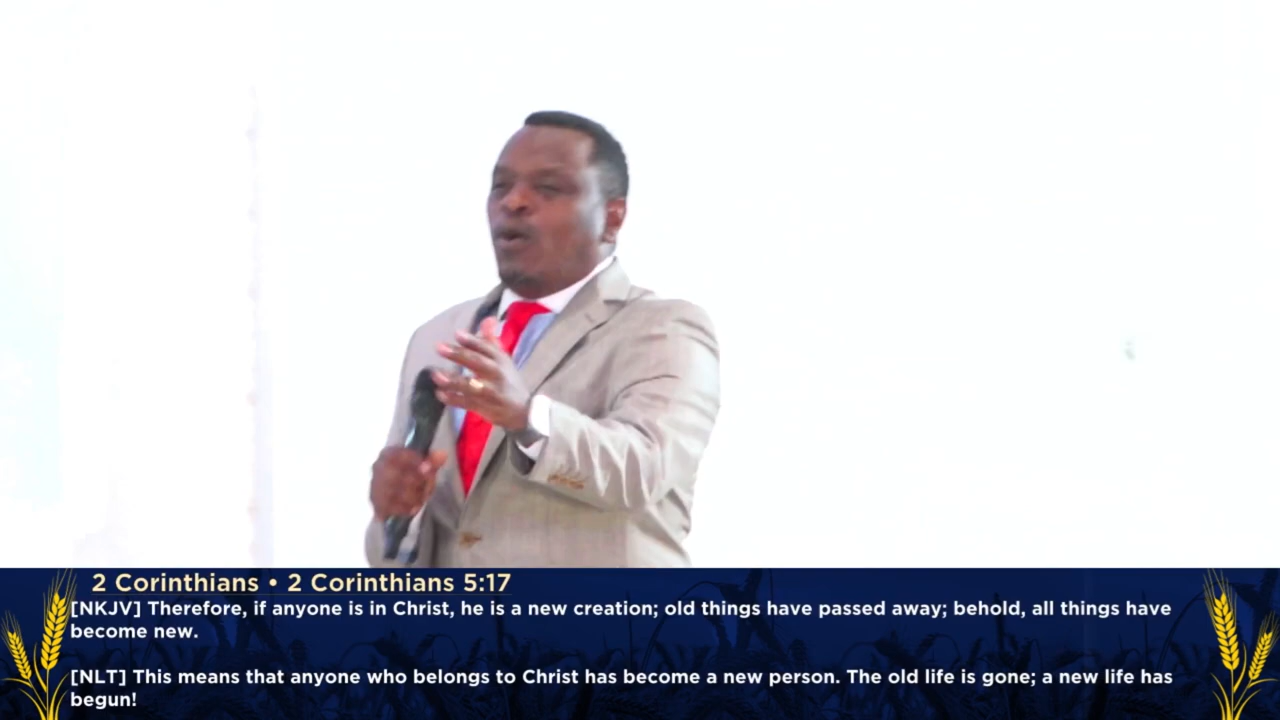 2 Corinthians • 2 Corinthians 5:17
[NKJV] Therefore, if anyone is in Christ, he is a new creation; old things have passed away; behold, all things have
become new.
[NLT] This means that anyone who belongs to Christ has become a new person. The old life is gone; a new life has
begun!